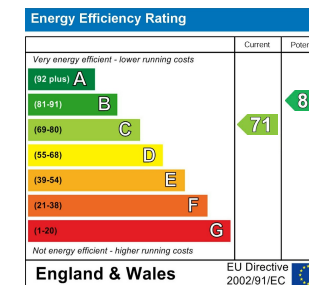 Energy Efficiency Rating
Current
Very energy efficient - lower running costs
(92 plus) A
(81-91) B
(69-80) C
71
(55-68) D
(39-54) E
(21-38) F
(1-20) G
Not energy efficient - higher running costs
England & Wales
EU Directive
2002/91/EC